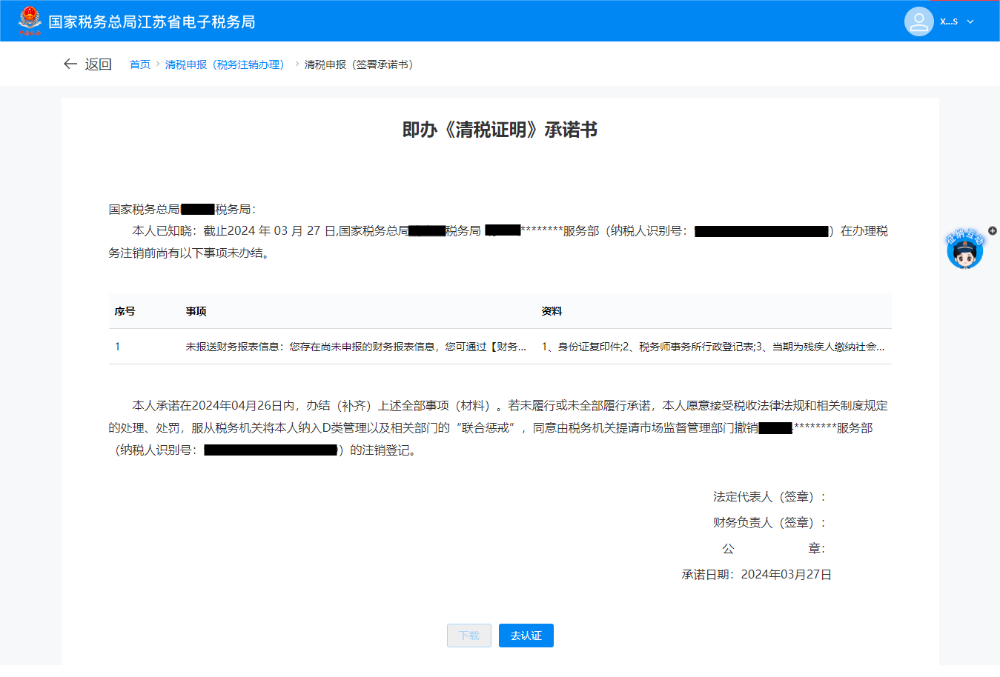 国家税务总局江苏省电子税务局
x...s
返回 首页 > 清税申报（税务注销办理） > 清税申报（签署承诺书）
即办《清税证明》承诺书
国家税务总局 税务局：
本人已知晓：截止2024 年 03 月 27 日,国家税务总局 税务局 ********服务部（纳税人识别号： ）在办理税
务注销前尚有以下事项未办结。
序号 事项 资料
1 未报送财务报表信息：您存在尚未申报的财务报表信息，您可通过【财务... 1、身份证复印件;2、税务师事务所行政登记表;3、当期为残疾人缴纳社会...
本人承诺在2024年04月26日内，办结（补齐）上述全部事项（材料）。若未履行或未全部履行承诺，本人愿意接受税收法律法规和相关制度规定
的处理、处罚，服从税务机关将本人纳入D类管理以及相关部门的“联合惩戒”，同意由税务机关提请市场监督管理部门撤销 ********服务部
（纳税人识别号： ）的注销登记。
法定代表人（签章）：
财务负责人（签章）：
公 章：
承诺日期：2024年03月27日
下载 去认证
征纳互动